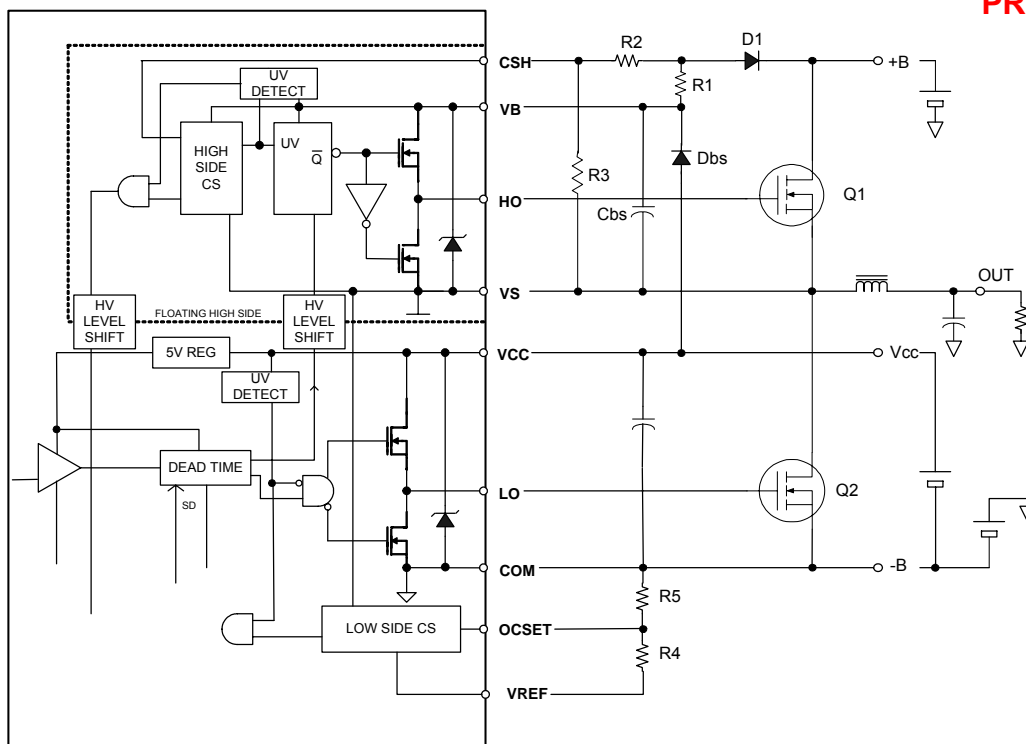 PR
R2
D1
CSH
+B
UV
DETECT
R1
VB
HIGH
SIDE
CS
UV
Q
R3
Dbs
HO
Cbs
Q1
OUT
VS
HV
LEVEL
SHIFT
FLOATING HIGH SIDE
HV
LEVEL
SHIFT
5V REG
VCC
Vcc
UV
DETECT
DEAD TIME
SD
LO
Q2
COM
-B
R5
LOW SIDE CS
OCSET
R4
VREF